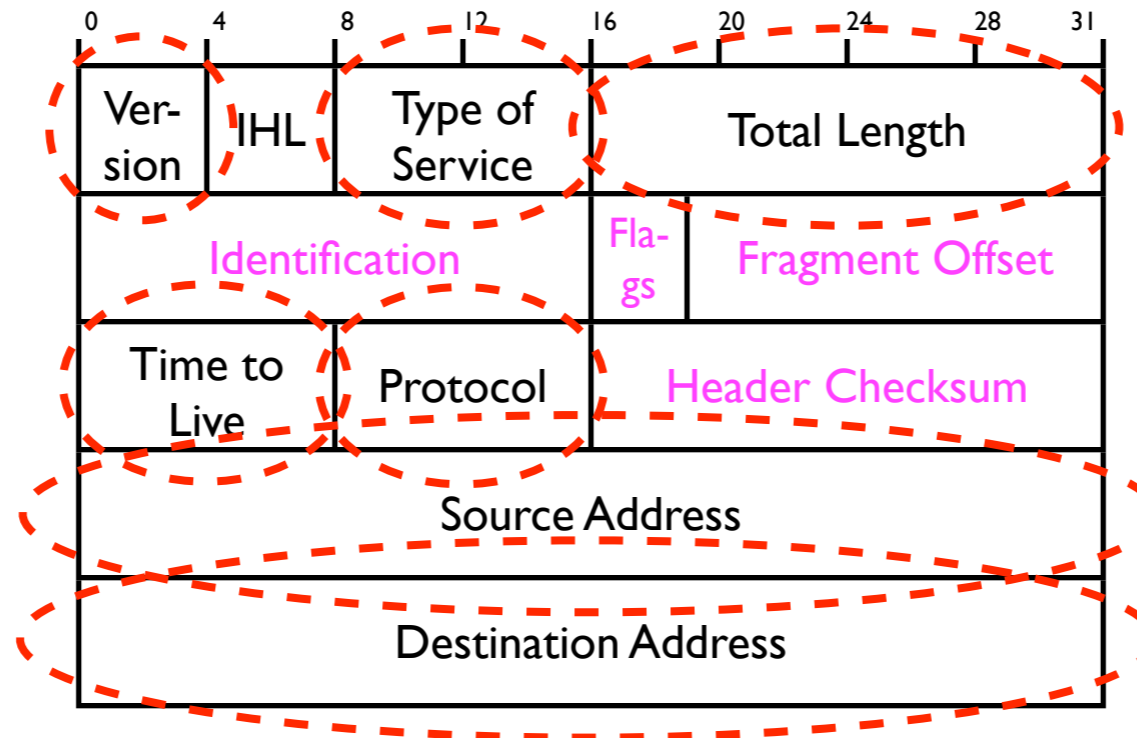 0 4 8 12 16 20 24 28 31
Ver-
sion
IHL
Type of
Service
Total Length
Identification
Fla-
gs
Fragment Offset
Time to
Live
Protocol
Header Checksum
Source Address
Destination Address